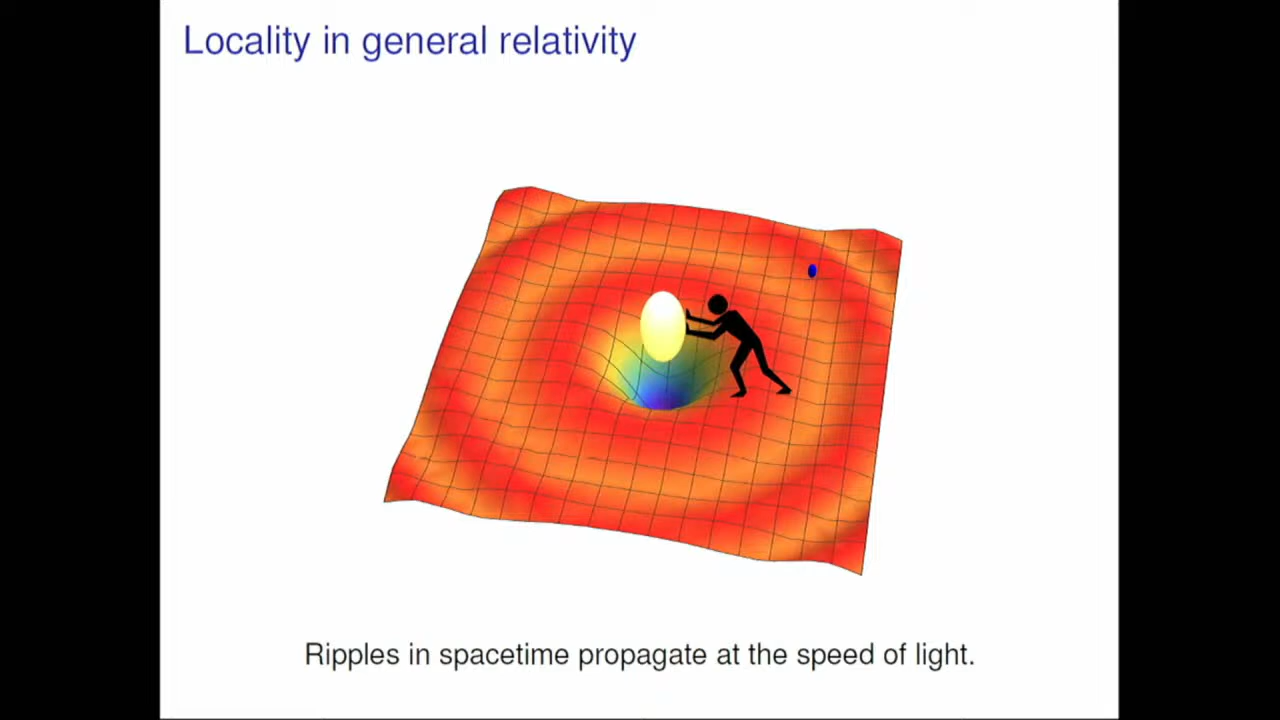 Locality in general relativity
Ripples in spacetime propagate at the speed of light.